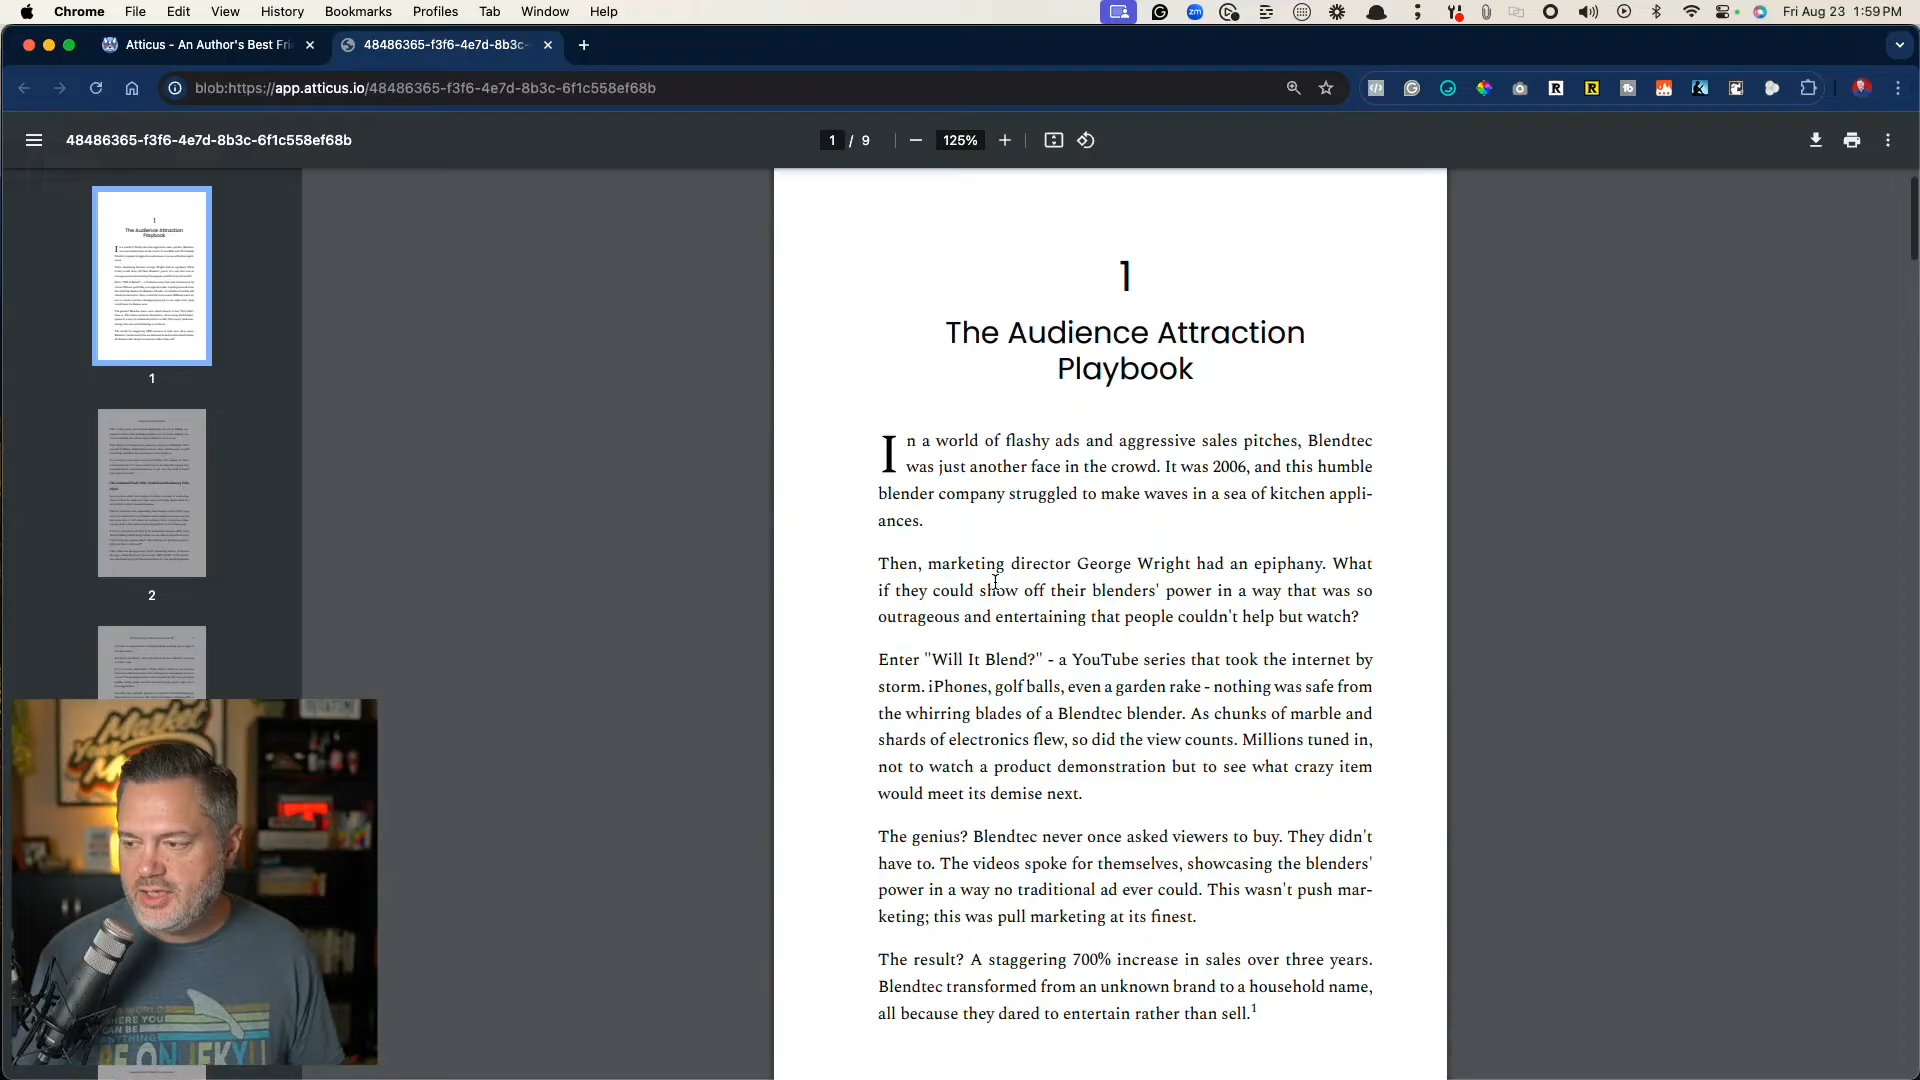 Chrome File Edit View History Bookmarks Profiles Tab Window Help
Fri Aug 23 1:59 PM
Atticus - An Author's Best Fri
48486365-f3f6-4e7d-8b3c-
blob:https://app.atticus.io/48486365-f3f6-4e7d-8b3c-6f1c558ef68b
48486365-f3f6-4e7d-8b3c-6f1c558ef68b
1 / 9
125%
1
The Audience Attraction
Playbook
1
2
1
The Audience Attraction
Playbook
In a world of flashy ads and aggressive sales pitches, Blendtec
was just another face in the crowd. It was 2006, and this humble
blender company struggled to make waves in a sea of kitchen appli-
ances.
Then, marketing director George Wright had an epiphany. What
if they could show off their blenders' power in a way that was so
outrageous and entertaining that people couldn't help but watch?
Enter "Will It Blend?" - a YouTube series that took the internet by
storm. iPhones, golf balls, even a garden rake - nothing was safe from
the whirring blades of a Blendtec blender. As chunks of marble and
shards of electronics flew, so did the view counts. Millions tuned in,
not to watch a product demonstration but to see what crazy item
would meet its demise next.
The genius? Blendtec never once asked viewers to buy. They didn't
have to. The videos spoke for themselves, showcasing the blenders'
power in a way no traditional ad ever could. This wasn't push mar-
keting; this was pull marketing at its finest.
The result? A staggering 700% increase in sales over three years.
Blendtec transformed from an unknown brand to a household name,
all because they dared to entertain rather than sell.1
Market
WORLD
WHERE YOU
CAN BE
ANYTHING